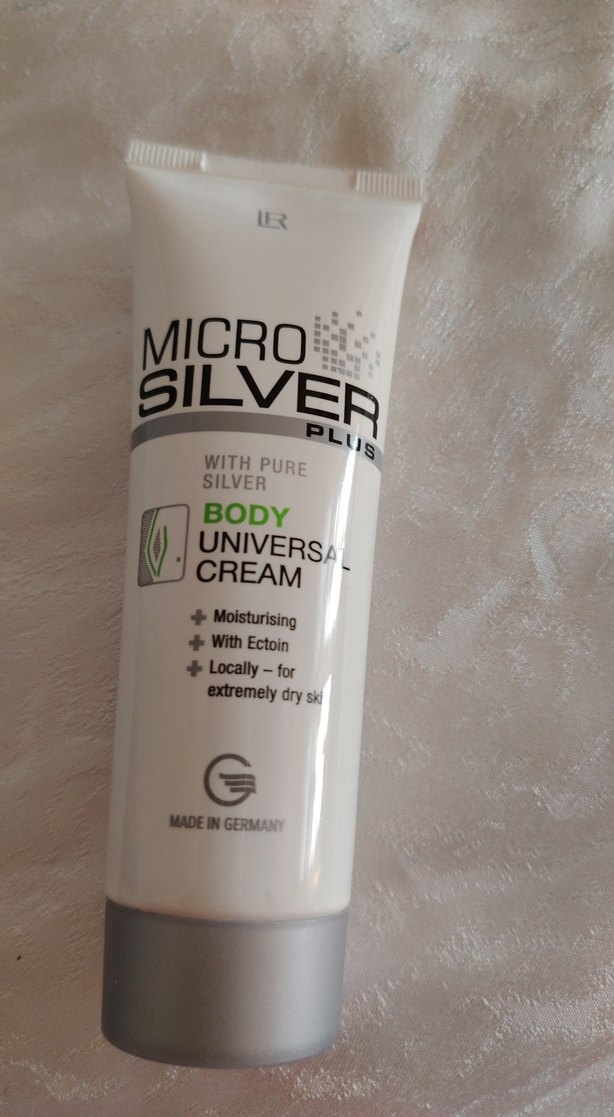 LR
MICRO
SILVER
PLUS
WITH PURE
SILVER
BODY
UNIVERSAL
CREAM
Moisturising
With Ectoin
Locally – for
extremely dry
MADE IN GERMANY